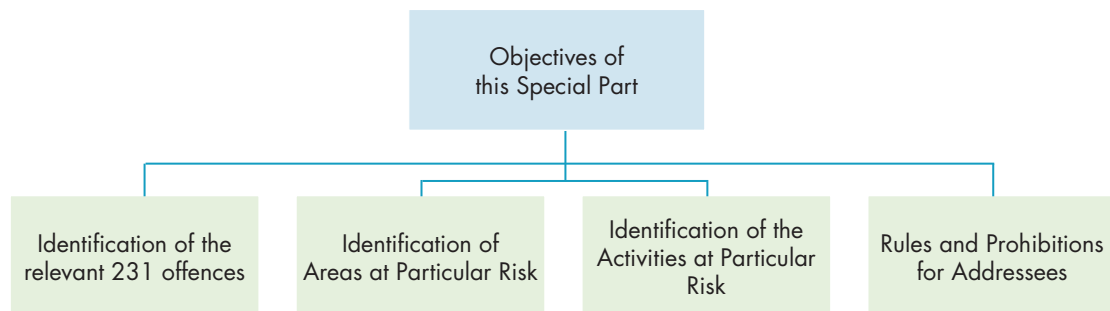 Objectives of
this Special Part
Identification of the
relevant 231 offences
Identification of
Areas at Particular Risk
Identification of the
Activities at Particular
Risk
Rules and Prohibitions
for Addressees